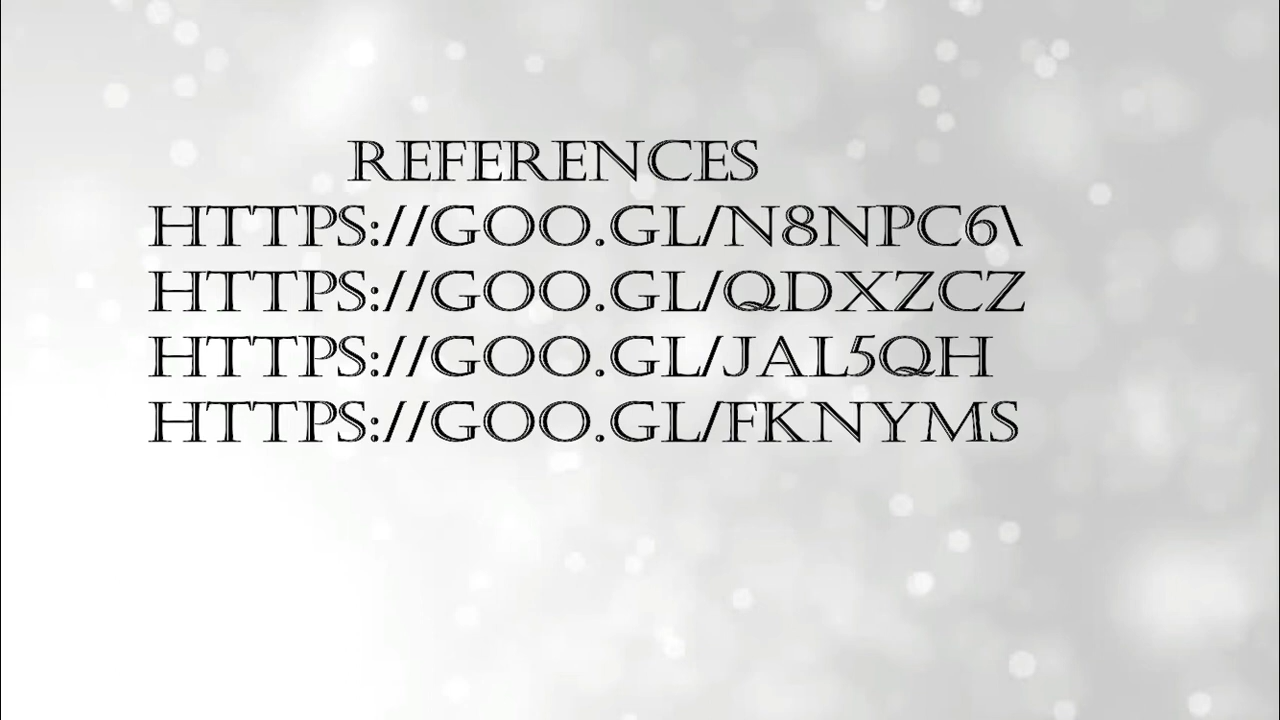 REFERENCES
HTTPS://GOO.GL/N8NPC6\
HTTPS://GOO.GL/QDXZCZ
HTTPS://GOO.GL/JAL5QH
HTTPS://GOO.GL/FKNYMS